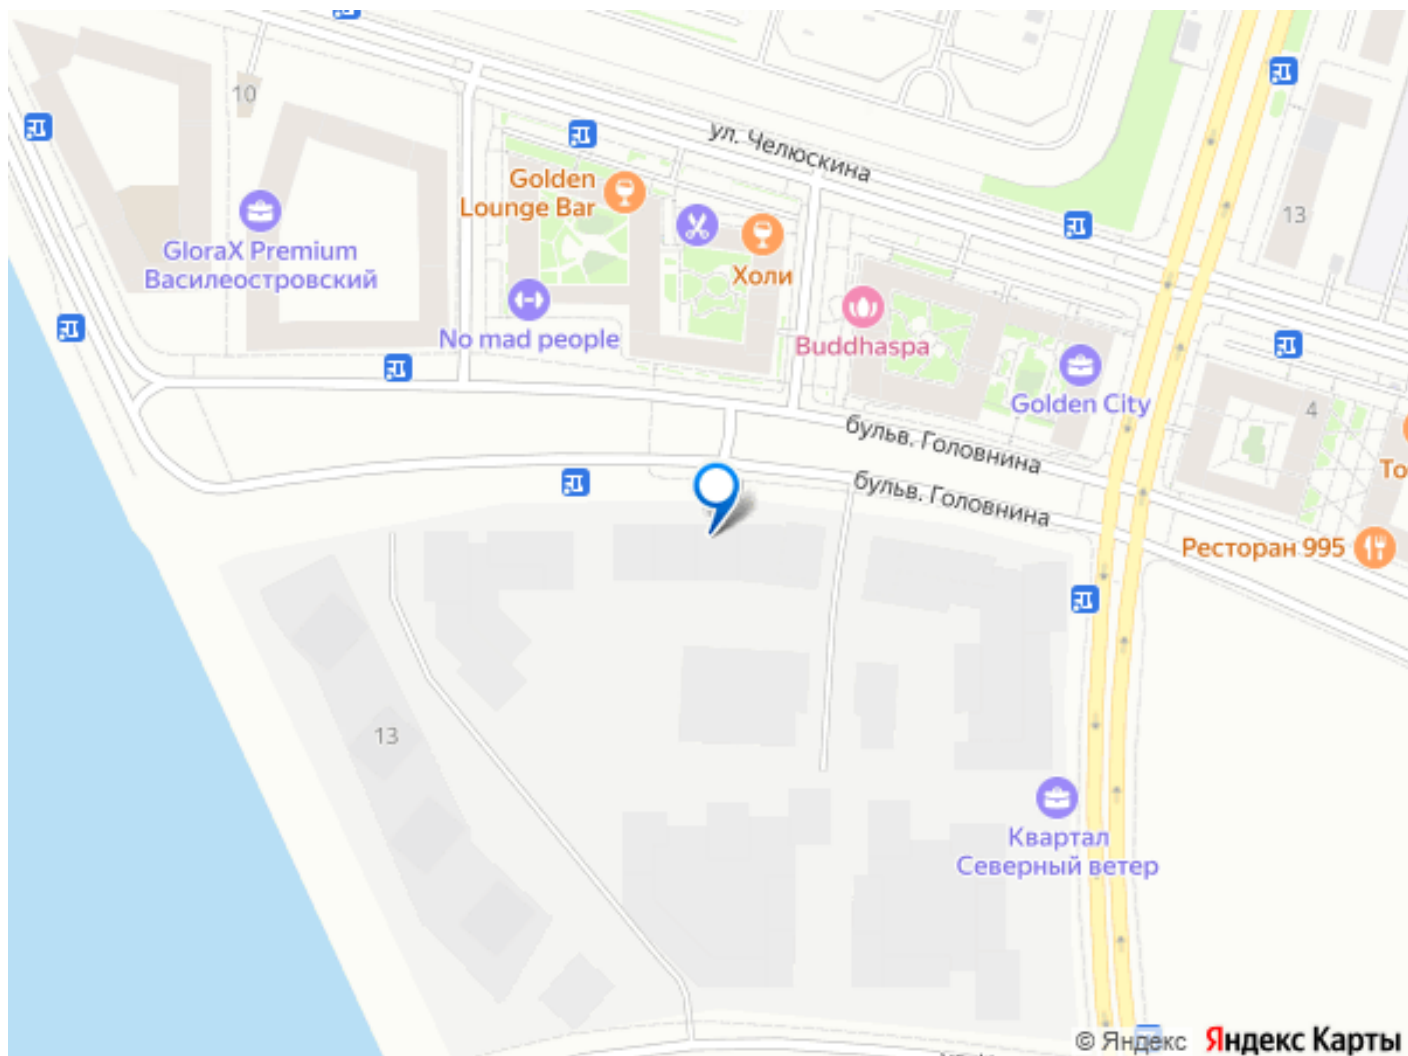 10
ул. Челюскина
Golden
Lounge Bar
13
GloraX Premium
Василеостровский
Холи
No mad people
Buddhaspa
Golden City
4
бульв. Головнина
бульв. Головнина
То
Ресторан 995
13
Квартал
Северный ветер
© Яндекс Яндекс Карты